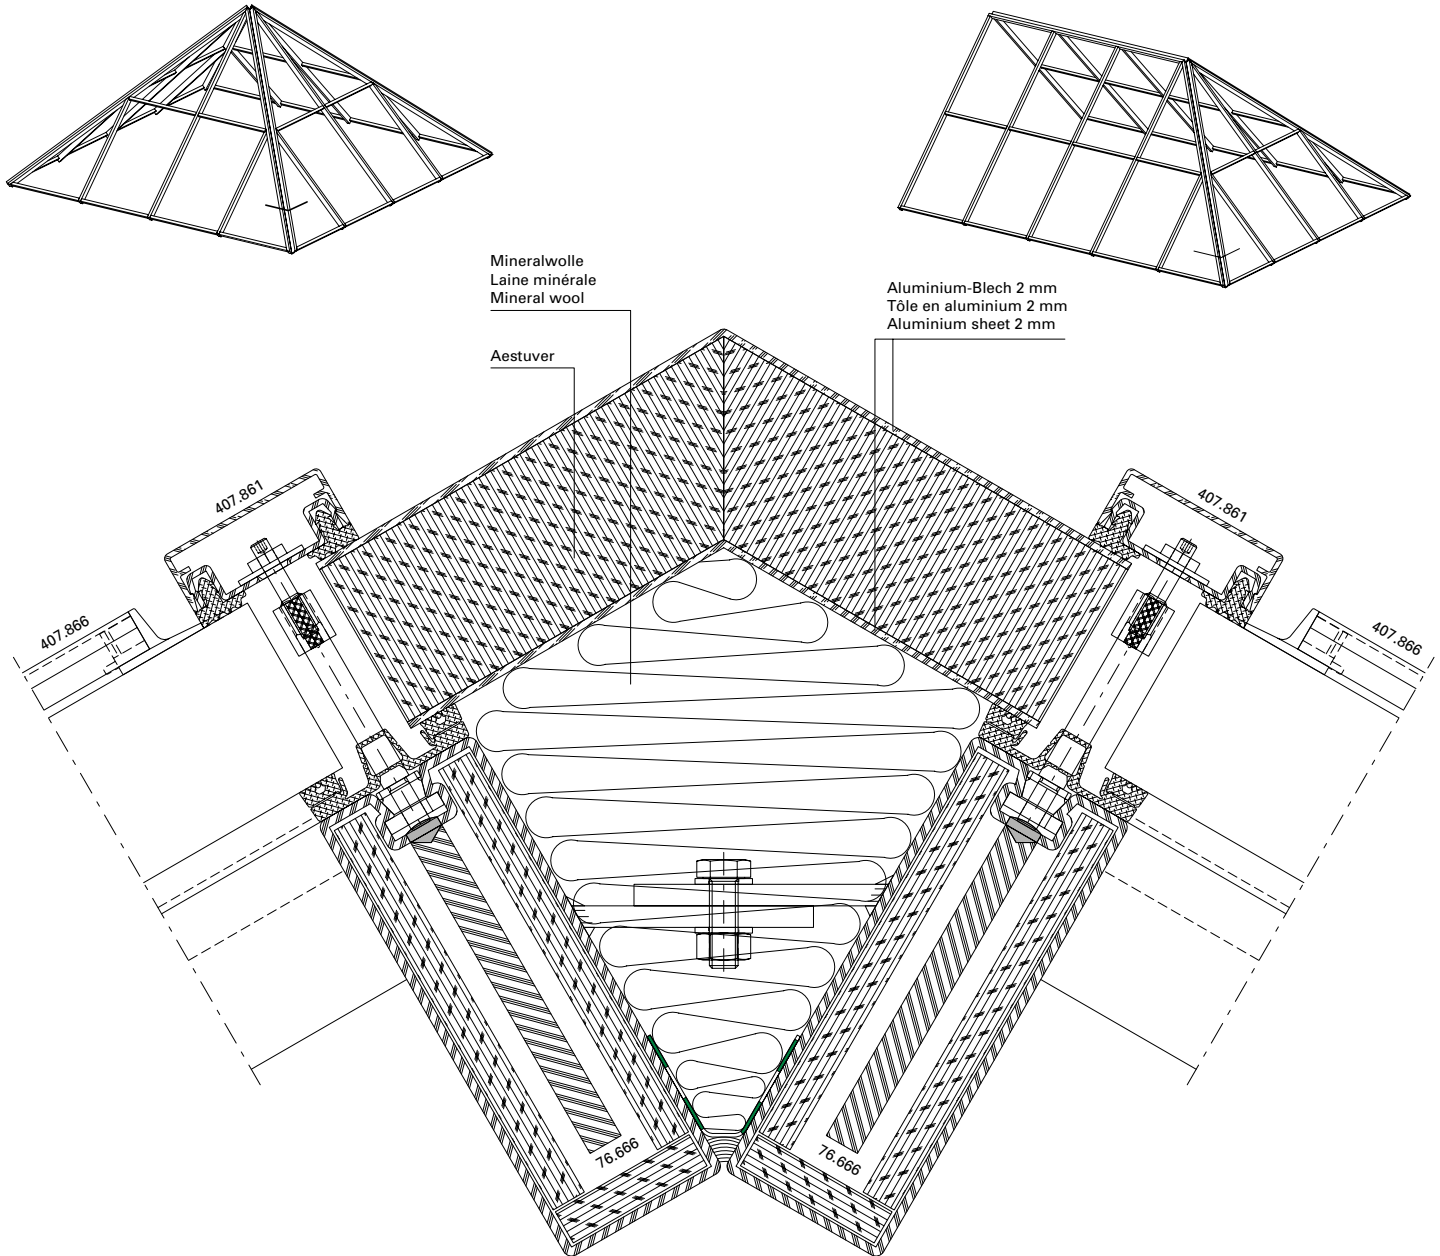 Mineralwolle
Laine minérale
Mineral wool
Aluminium-Blech 2 mm
Tôle en aluminium 2 mm
Aluminium sheet 2 mm
Aestuver
407.861
407.861
407.866
407.866
76.666
76.666